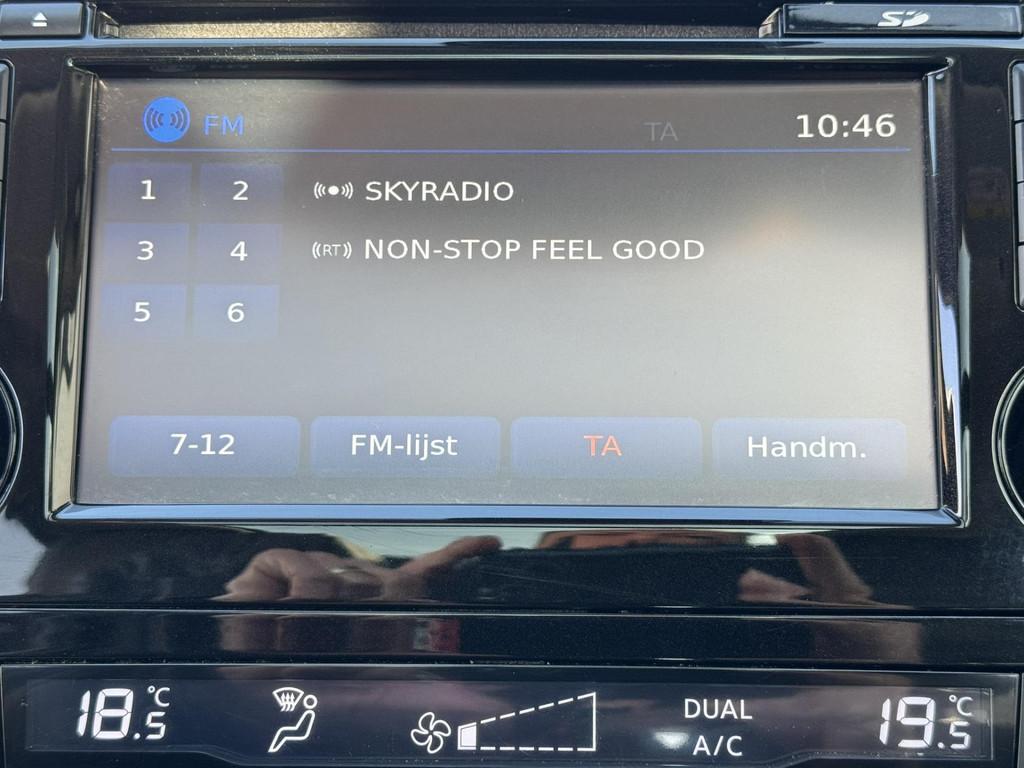 SD
FM TA 10:46
1 2 SKYRADIO
3 4 RT NON-STOP FEEL GOOD
5 6
7-12 FM-lijst TA Handm.
18.5 °C DUAL 19.5 °C
A/C